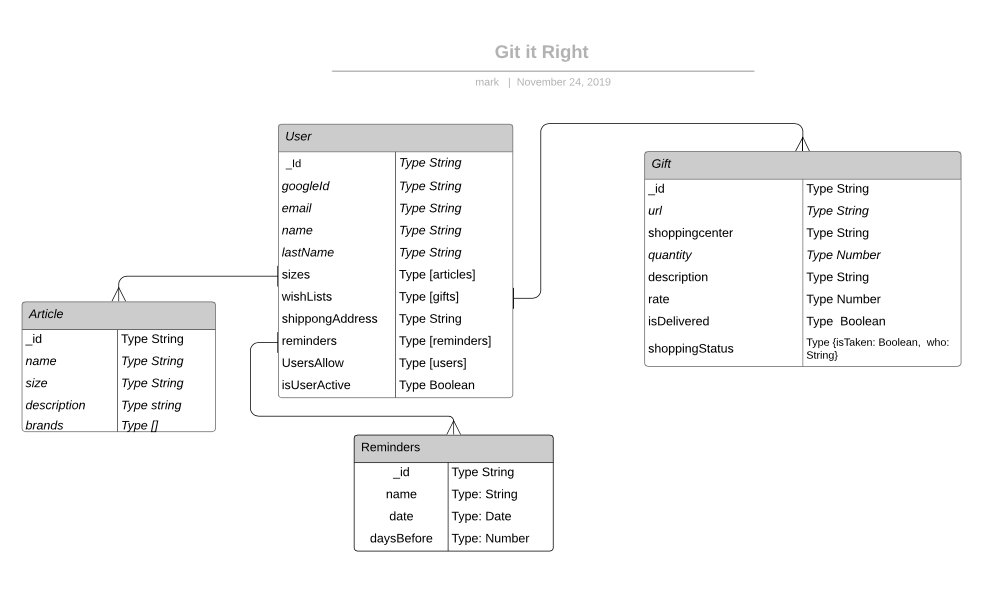 Git it Right
mark | November 24, 2019
User
_Id Type String
googleId Type String
email Type String
name Type String
lastName Type String
sizes Type [articles]
wishLists Type [gifts]
shippongAddress Type String
reminders Type [reminders]
UsersAllow Type [users]
isUserActive Type Boolean
Gift
_id Type String
url Type String
shoppingcenter Type String
quantity Type Number
description Type String
rate Type Number
isDelivered Type Boolean
shoppingStatus Type {isTaken: Boolean, who:
String}
Article
_id Type String
name Type String
size Type String
description Type string
brands Type []
Reminders
_id Type String
name Type: String
date Type: Date
daysBefore Type: Number